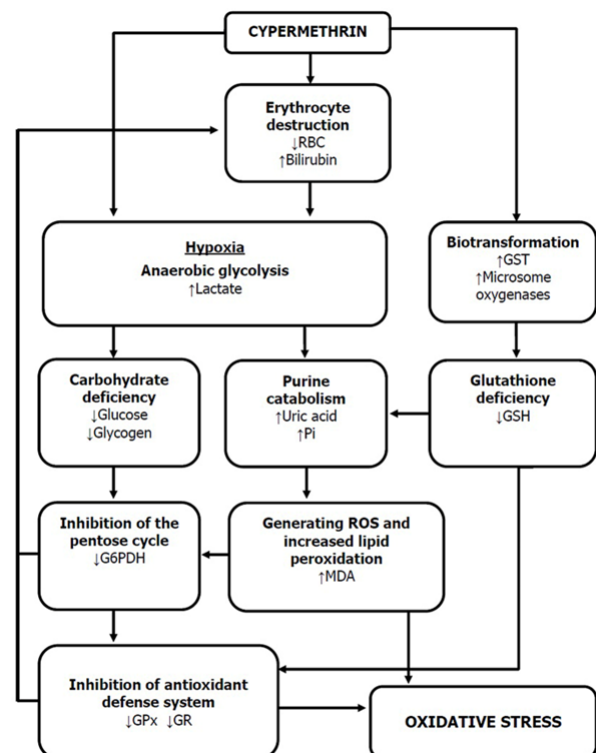 CYPERMETHRIN
Erythrocyte
destruction
↓RBC
↑Bilirubin
Hypoxia
Anaerobic glycolysis
↑Lactate
Biotransformation
↑GST
↑Microsome
oxygenases
Carbohydrate
deficiency
↓Glucose
↓Glycogen
Purine
catabolism
↑Uric acid
↑Pi
Glutathione
deficiency
↓GSH
Inhibition of the
pentose cycle
↓G6PDH
Generating ROS and
increased lipid
peroxidation
↑MDA
Inhibition of antioxidant
defense system
↓GPx ↓GR
OXIDATIVE STRESS